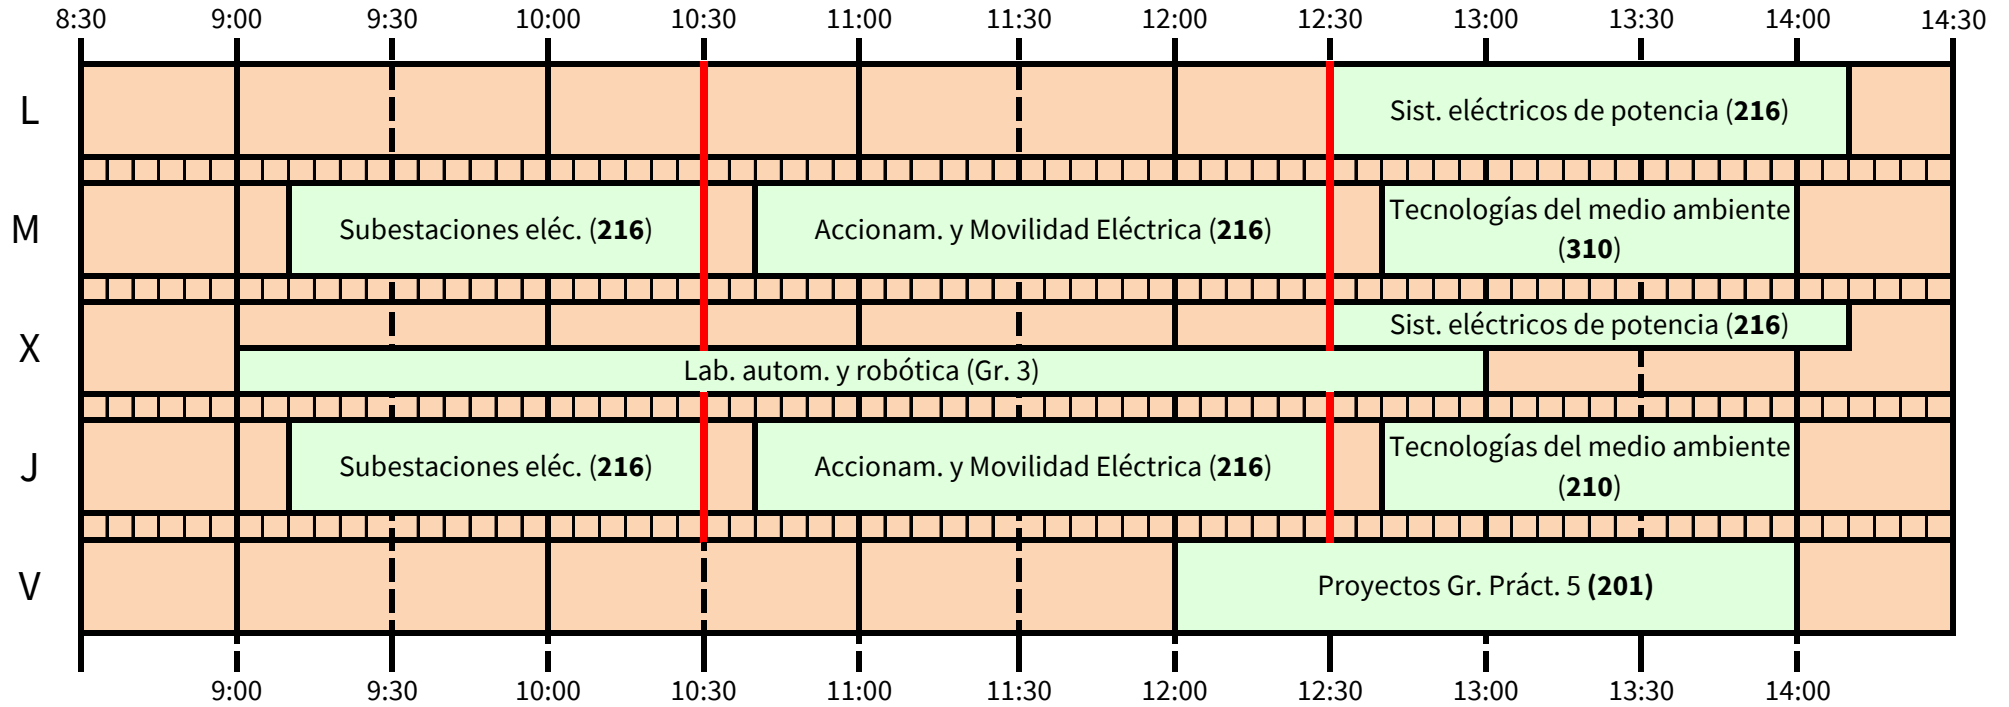 8:30 9:00 9:30 10:00 10:30 11:00 11:30 12:00 12:30 13:00 13:30 14:00 14:30
L Sist. eléctricos de potencia (216)
M Subestaciones eléc. (216) Accionam. y Movilidad Eléctrica (216) Tecnologías del medio ambiente
(310)
X Sist. eléctricos de potencia (216)
Lab. autom. y robótica (Gr. 3)
J Subestaciones eléc. (216) Accionam. y Movilidad Eléctrica (216) Tecnologías del medio ambiente
(210)
V Proyectos Gr. Práct. 5 (201)
9:00 9:30 10:00 10:30 11:00 11:30 12:00 12:30 13:00 13:30 14:00